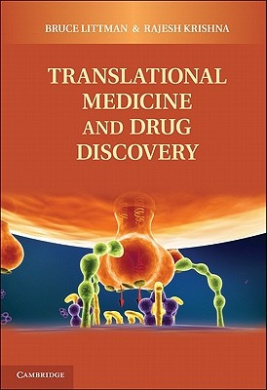 BRUCE LITTMAN & RAJESH KRISHNA
TRANSLATIONAL
MEDICINE AND DRUG
DISCOVERY
CAMBRIDGE